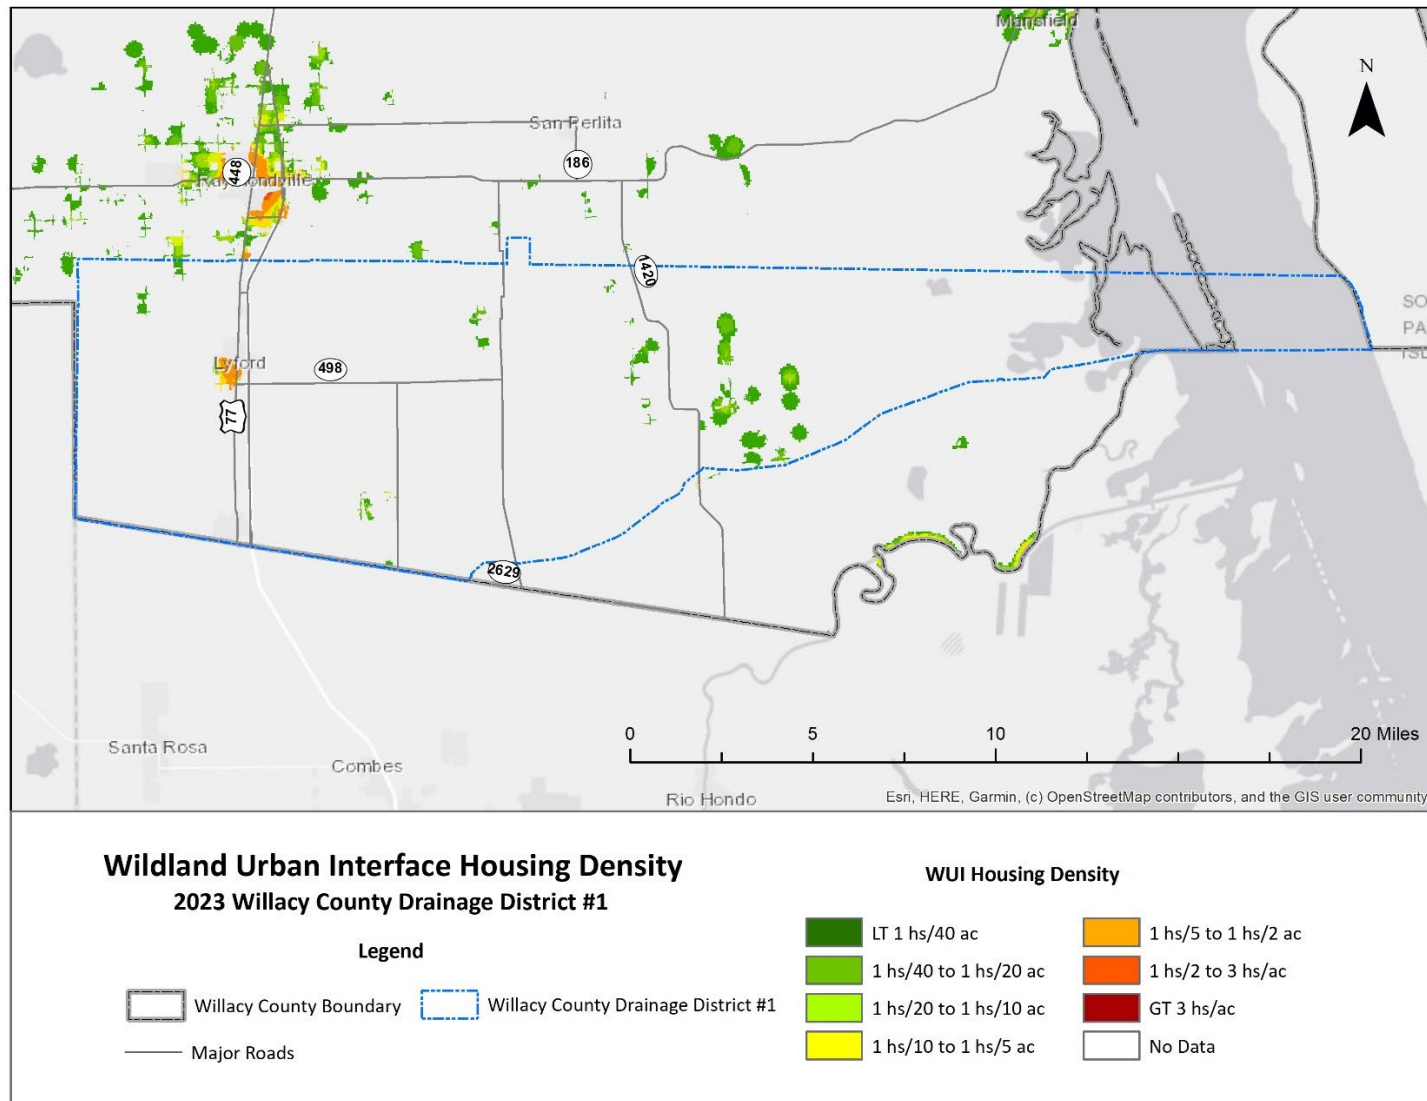 Mansfield
N
San Perlita
186
448
Raymondville
1420
SO
PA
ISL
Lyford
498
77
2629
0 5 10 20 Miles
Santa Rosa
Combes
Rio Hondo
Esri, HERE, Garmin, (c) OpenStreetMap contributors, and the GIS user community
Wildland Urban Interface Housing Density
2023 Willacy County Drainage District #1
Legend
Willacy County Boundary
Willacy County Drainage District #1
Major Roads
WUI Housing Density
LT 1 hs/40 ac
1 hs/40 to 1 hs/20 ac
1 hs/20 to 1 hs/10 ac
1 hs/10 to 1 hs/5 ac
1 hs/5 to 1 hs/2 ac
1 hs/2 to 3 hs/ac
GT 3 hs/ac
No Data